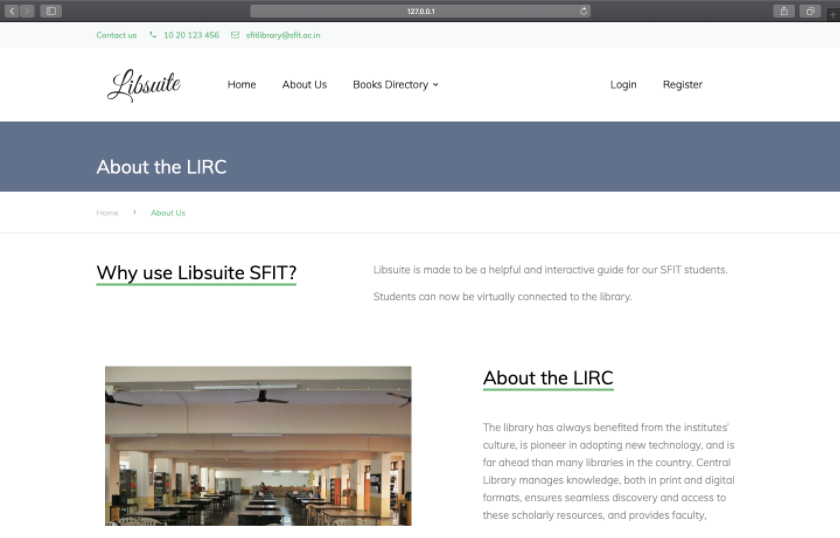 127.0.0.1
Contact us 10 20 123 456 sfitlibrary@sfit.ac.in
Libsuite Home About Us Books Directory Login Register
About the LIRC
Home > About Us
Why use Libsuite SFIT?
Libsuite is made to be a helpful and interactive guide for our SFIT students.
Students can now be virtually connected to the library.
About the LIRC
The library has always benefited from the institutes'
culture, is pioneer in adopting new technology, and is
far ahead than many libraries in the country. Central
Library manages knowledge, both in print and digital
formats, ensures seamless discovery and access to
these scholarly resources, and provides faculty,